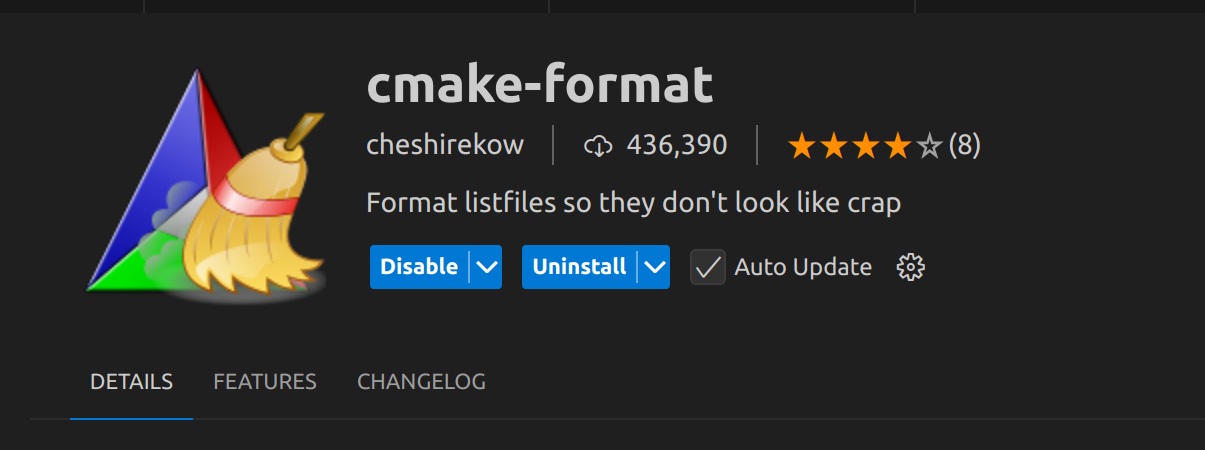 cmake-format
cheshirekow 436,390 (8)
Format listfiles so they don't look like crap
Disable Uninstall Auto Update
DETAILS FEATURES CHANGELOG